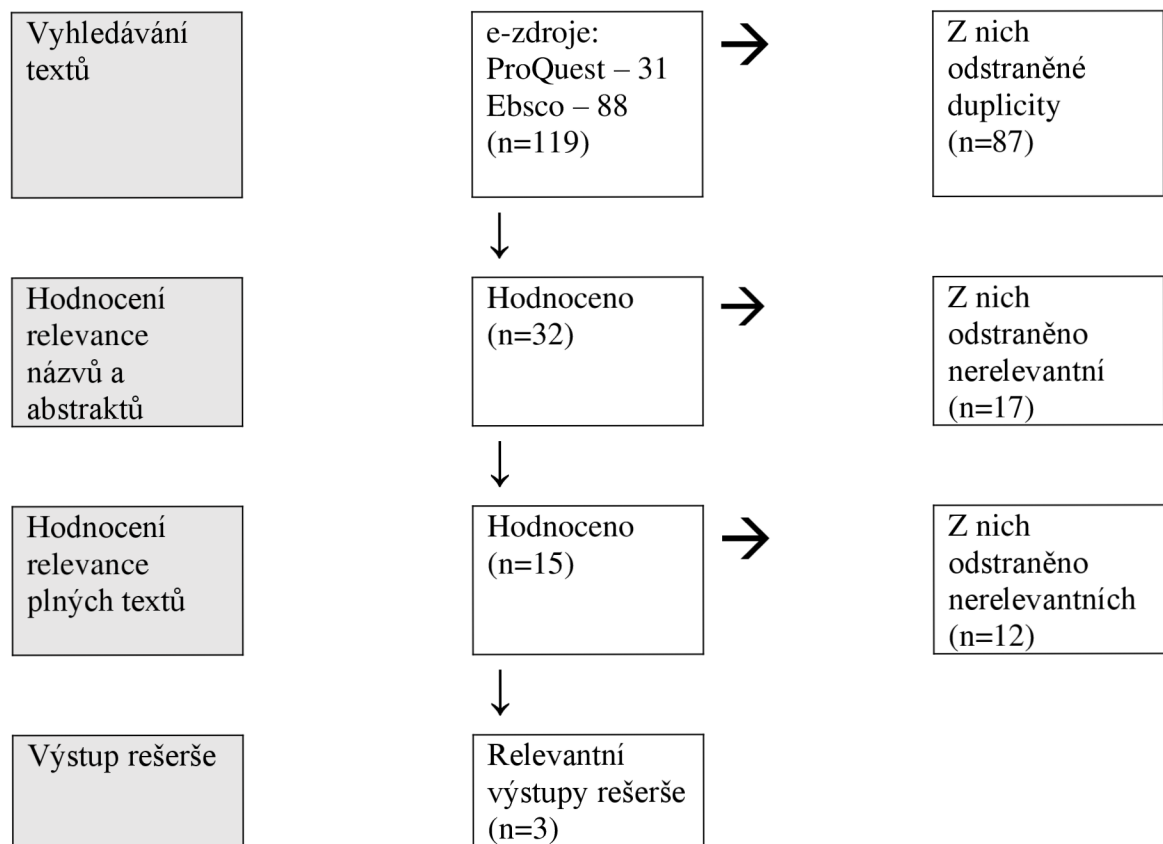 Vyhledávání
textů
e-zdroje:
ProQuest – 31
Ebsco – 88
(n=119)
→
Z nich
odstraněné
duplicity
(n=87)
↓
Hodnocení
relevance
názvů a
abstraktů
Hodnoceno
(n=32)
→
Z nich
odstraněno
nerelevantní
(n=17)
↓
Hodnocení
relevance
plných textů
Hodnoceno
(n=15)
→
Z nich
odstraněno
nerelevantních
(n=12)
↓
Výstup rešerše
Relevantní
výstupy rešerše
(n=3)